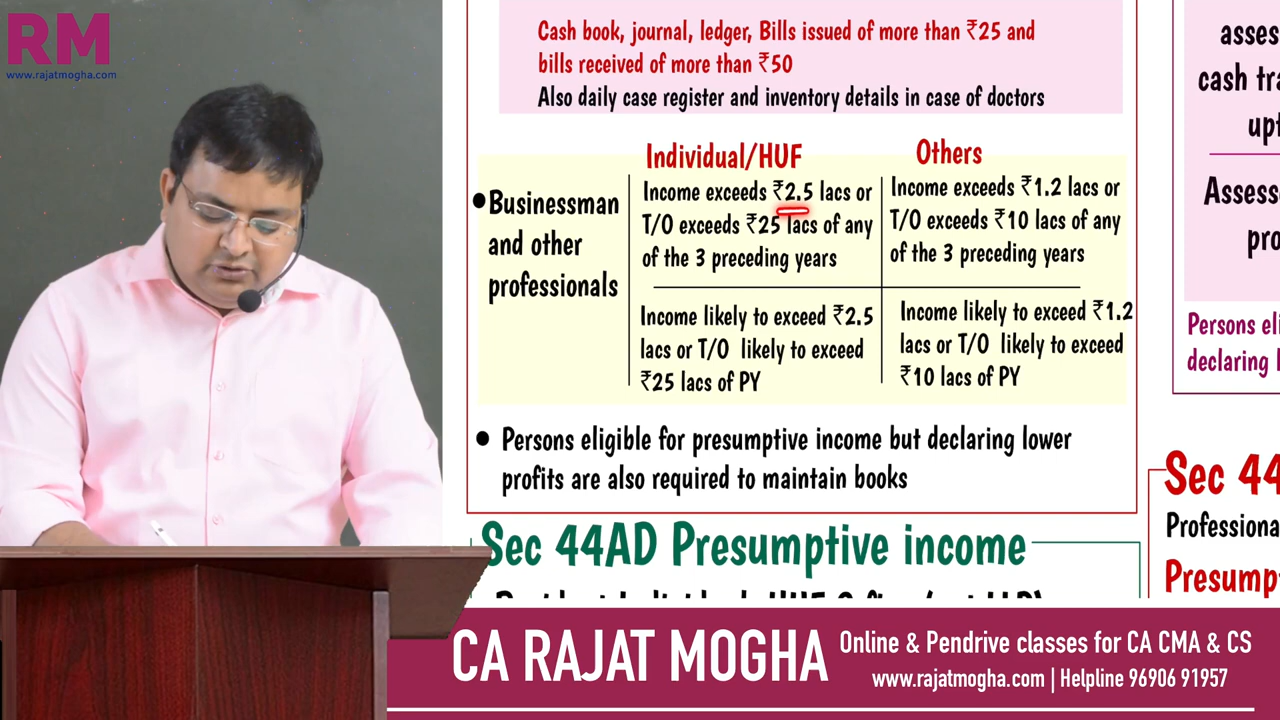 RM
www.rajatmogha.com
Cash book, journal, ledger, Bills issued of more than ₹25 and
bills received of more than ₹50
Also daily case register and inventory details in case of doctors
Individual/HUF
Others
•Businessman
and other
professionals
Income exceeds ₹2.5 lacs or
T/O exceeds ₹25 lacs of any
of the 3 preceding years
Income exceeds ₹1.2 lacs or
T/O exceeds ₹10 lacs of any
of the 3 preceding years
Income likely to exceed ₹2.5
lacs or T/O likely to exceed
₹25 lacs of PY
Income likely to exceed ₹1.2
lacs or T/O likely to exceed
₹10 lacs of PY
• Persons eligible for presumptive income but declaring lower
profits are also required to maintain books
Sec 44AD Presumptive income
asses
cash tra
upt
Assess
pro
Persons eli
declaring
Sec 44
Professiona
Presump
CA RAJAT MOGHA
Online & Pendrive classes for CA CMA & CS
www.rajatmogha.com | Helpline 96906 91957